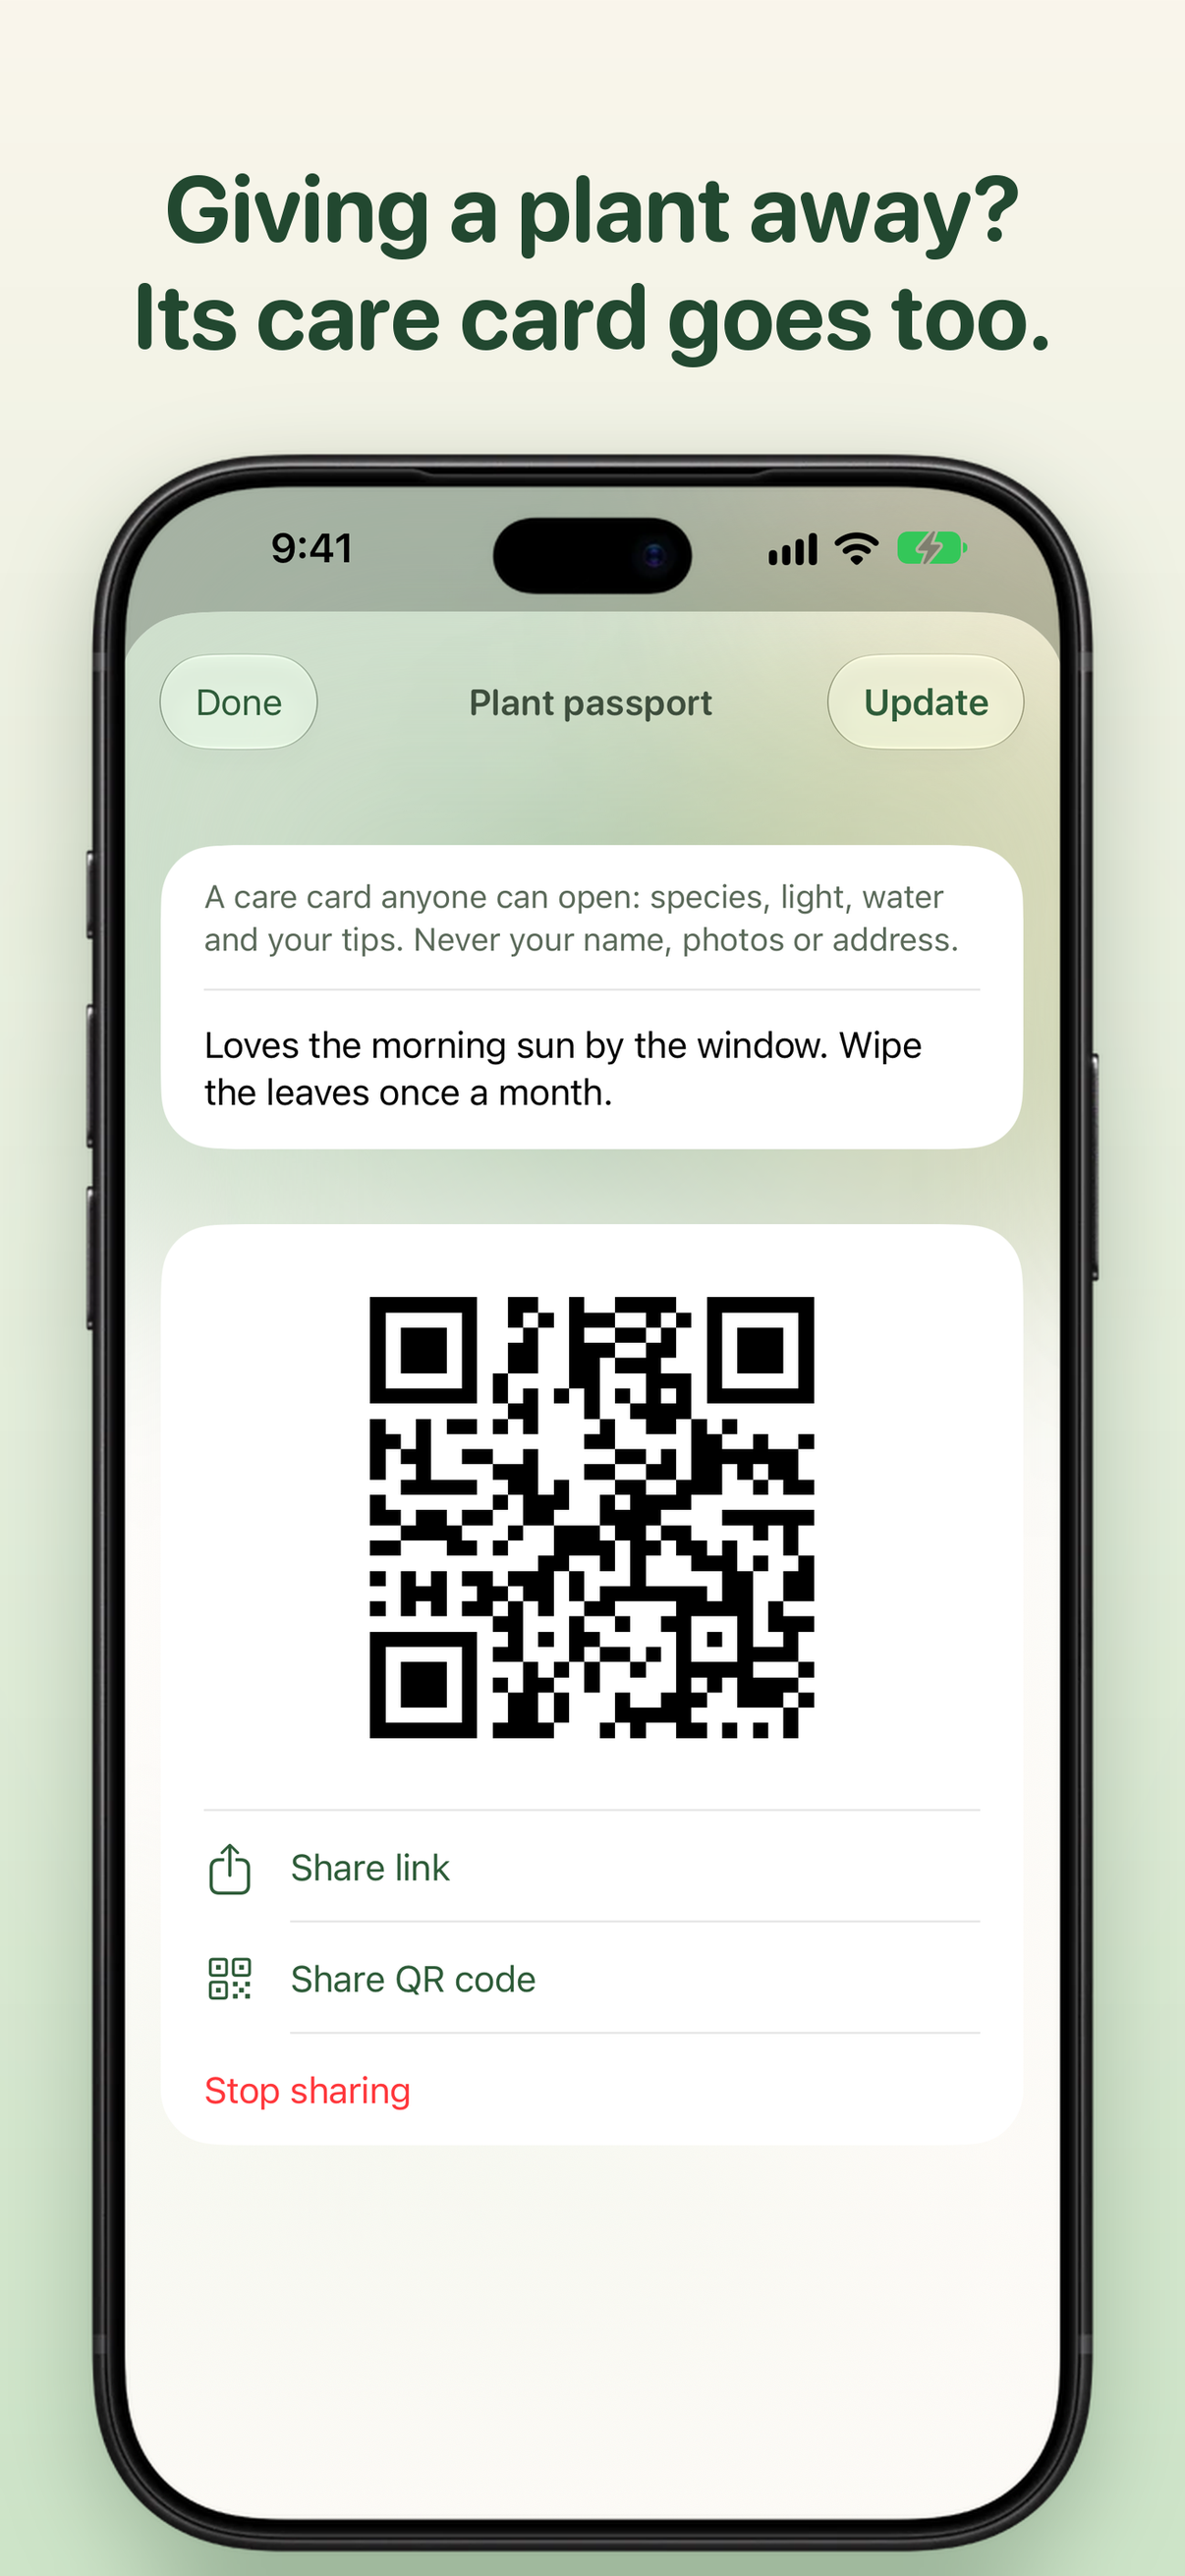 Giving a plant away?
Its care card goes too.
9:41
Done
Plant passport
Update
A care card anyone can open: species, light, water
and your tips. Never your name, photos or address.
Loves the morning sun by the window. Wipe
the leaves once a month.
Share link
Share QR code
Stop sharing